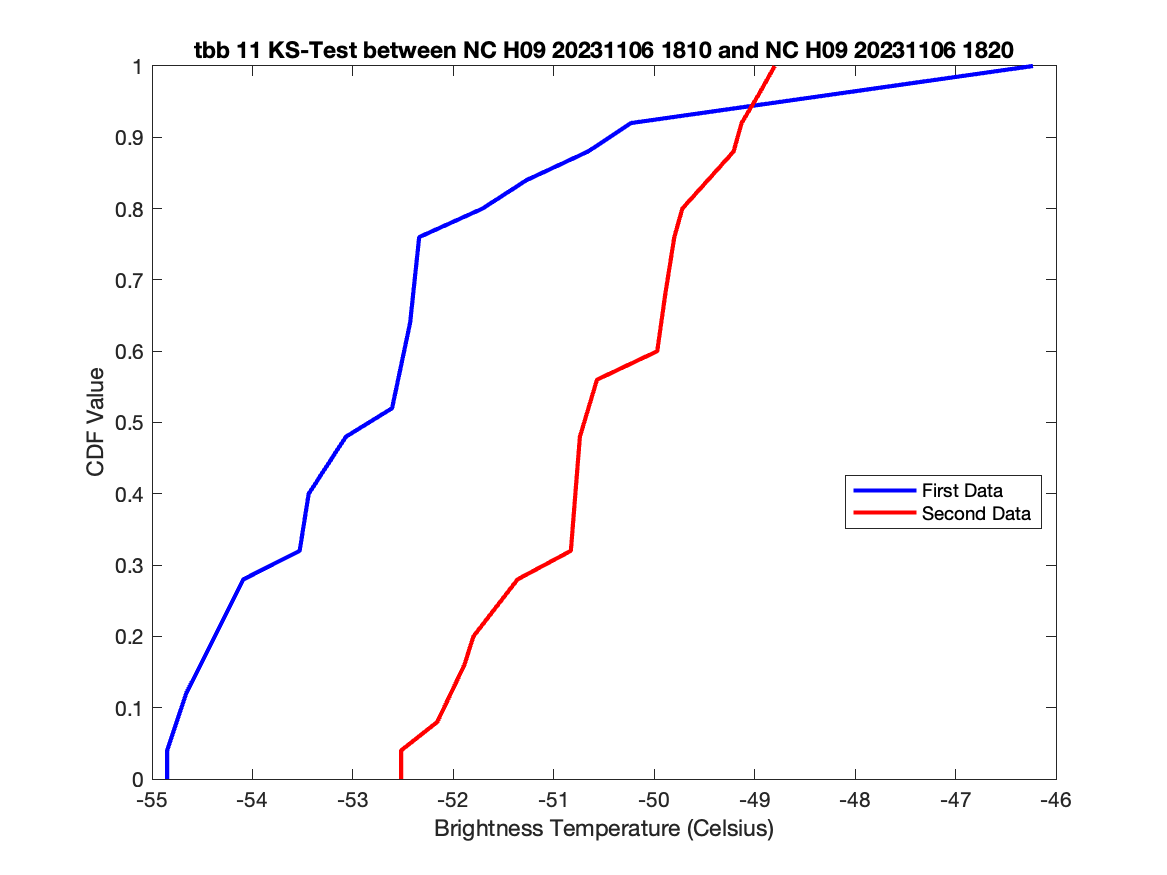 tbb 11 KS-Test between NC H09 20231106 1810 and NC H09 20231106 1820
1
0.9
0.8
0.7
0.6
0.5
0.4
0.3
0.2
0.1
0
CDF Value
First Data
Second Data
-55 -54 -53 -52 -51 -50 -49 -48 -47 -46
Brightness Temperature (Celsius)